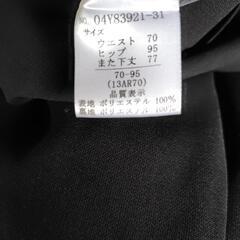 NO. 04Y83921-31
サイズ
ウエスト 70
ヒップ 95
また下丈 77
70-95
(13AR70)
品質表示
表地 ポリエステル 100%
裏地 ポリエステル 100%